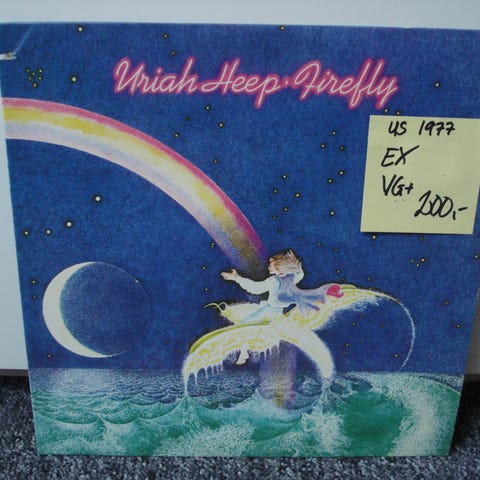 Uriah Heep · Firefly
US 1977
EX
VG+
200,-